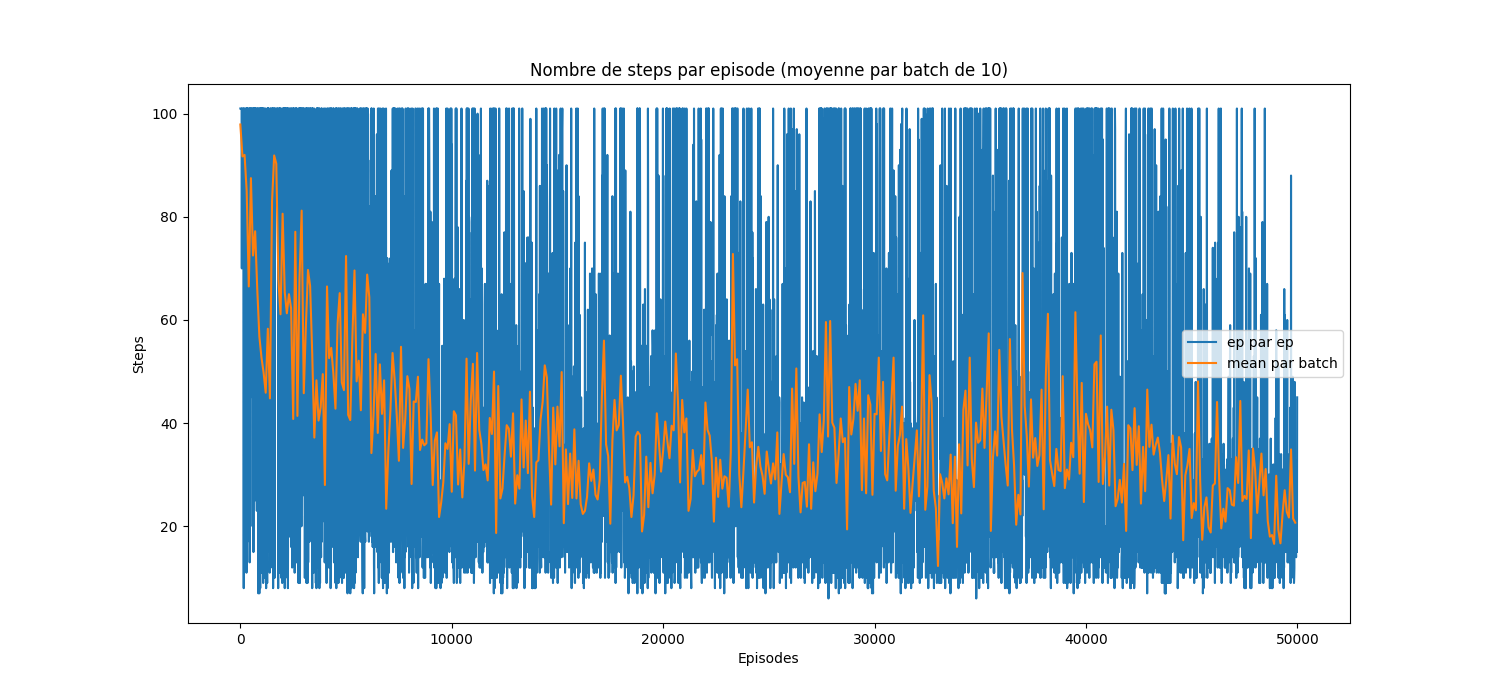 Nombre de steps par episode (moyenne par batch de 10)
100
80
60
40
20
Steps
ep par ep
mean par batch
0
10000
20000
30000
40000
50000
Episodes